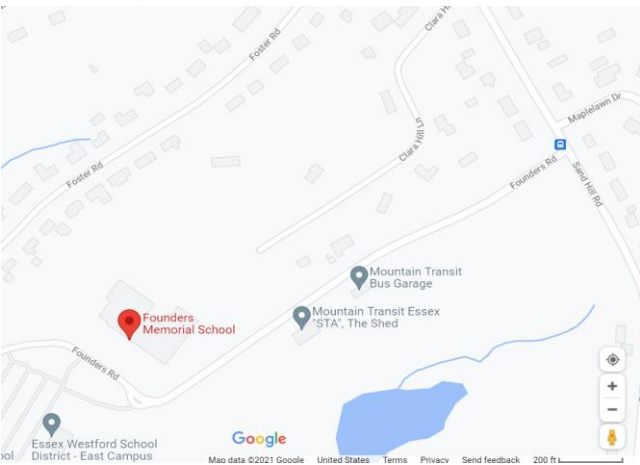 Foster Rd
Clara Hi
Maplelawn Dr
Clara Hill Ln
Founders Rd
Sand Hill Rd
Foster Rd
Mountain Transit
Bus Garage
Mountain Transit Essex
"STA", The Shed
Founders
Memorial School
Founders Rd
Essex Westford School
District - East Campus
ool
Google
Map data ©2021 Google United States Terms Privacy Send feedback 200 ft